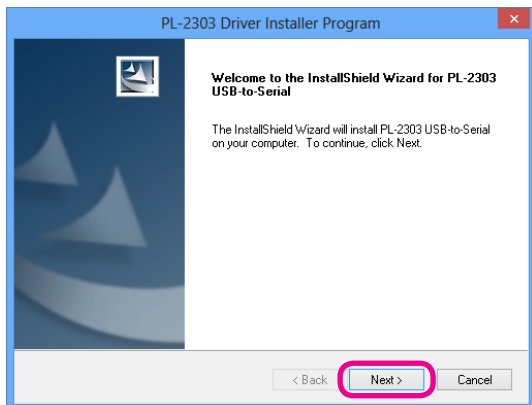 PL-2303 Driver Installer Program
Welcome to the InstallShield Wizard for PL-2303
USB-to-Serial
The InstallShield Wizard will install PL-2303 USB-to-Serial
on your computer. To continue, click Next.
< Back
Next >
Cancel